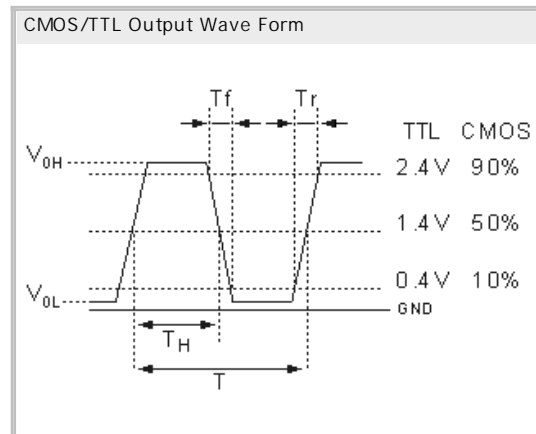 CMOS/TTL Output Wave Form
Tf Tr
TTL CMOS
V0H 2.4V 90%
1.4V 50%
0.4V 10%
V0L GND
TH
T